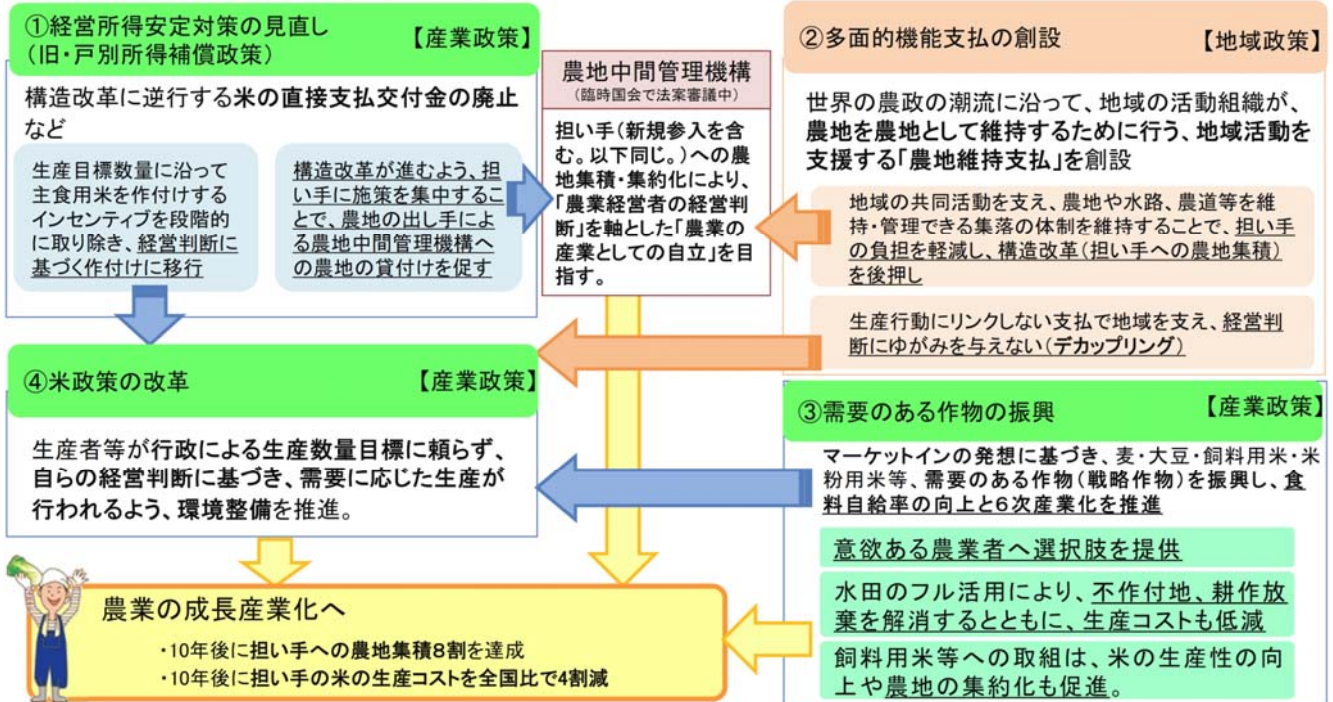 ①経営所得安定対策の見直し
(旧・戸別所得補償政策)
【産業政策】
構造改革に逆行する米の直接支払交付金の廃止
など
生産目標数量に沿って
主食用米を作付けする
インセンティブを段階的
に取り除き、経営判断に
基づく作付けに移行
構造改革が進むよう、担
い手に施策を集中するこ
とで、農地の出し手によ
る農地中間管理機構へ
の農地の貸付けを促す
農地中間管理機構
(臨時国会で法案審議中)
担い手(新規参入を含
む。以下同じ。)への農
地集積・集約化により、
「農業経営者の経営判
断」を軸とした「農業の
産業としての自立」を目
指す。
②多面的機能支払の創設
【地域政策】
世界の農政の潮流に沿って、地域の活動組織が、
農地を農地として維持するために行う、地域活動を
支援する「農地維持支払」を創設
地域の共同活動を支え、農地や水路、農道等を維
持・管理できる集落の体制を維持することで、担い手
の負担を軽減し、構造改革(担い手への農地集積)
を後押し
生産行動にリンクしない支払で地域を支え、経営判
断にゆがみを与えない(デカップリング)
④米政策の改革
【産業政策】
生産者等が行政による生産数量目標に頼らず、
自らの経営判断に基づき、需要に応じた生産が
行われるよう、環境整備を推進。
③需要のある作物の振興
【産業政策】
マーケットインの発想に基づき、麦・大豆・飼料用米・米
粉用米等、需要のある作物(戦略作物)を振興し、食
料自給率の向上と6次産業化を推進
意欲ある農業者へ選択肢を提供
水田のフル活用により、不作付地、耕作放
棄を解消するとともに、生産コストも低減
飼料用米等への取組は、米の生産性の向
上や農地の集約化も促進。
農業の成長産業化へ
・10年後に担い手への農地集積8割を達成
・10年後に担い手の米の生産コストを全国比で4割減